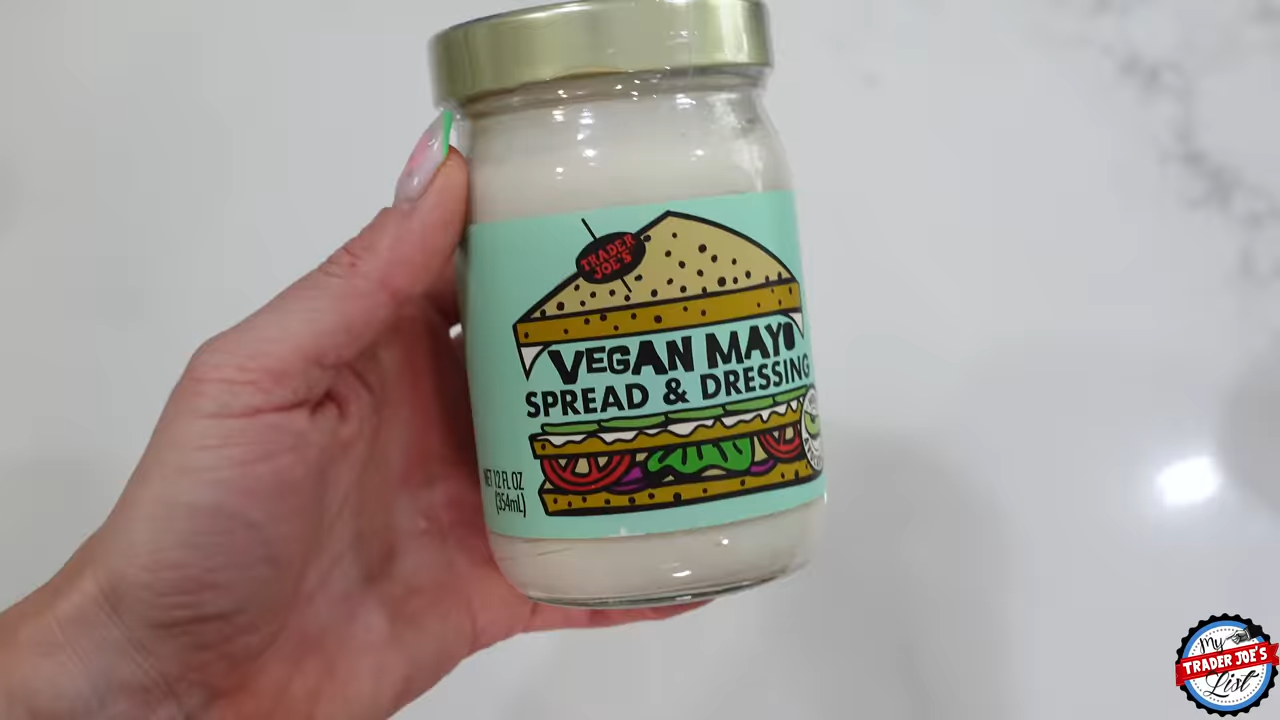 TRADER
JOE'S
VEGAN MAYO
SPREAD & DRESSING
NET 12 FL OZ
(354mL)
My
TRADER JOE'S
List